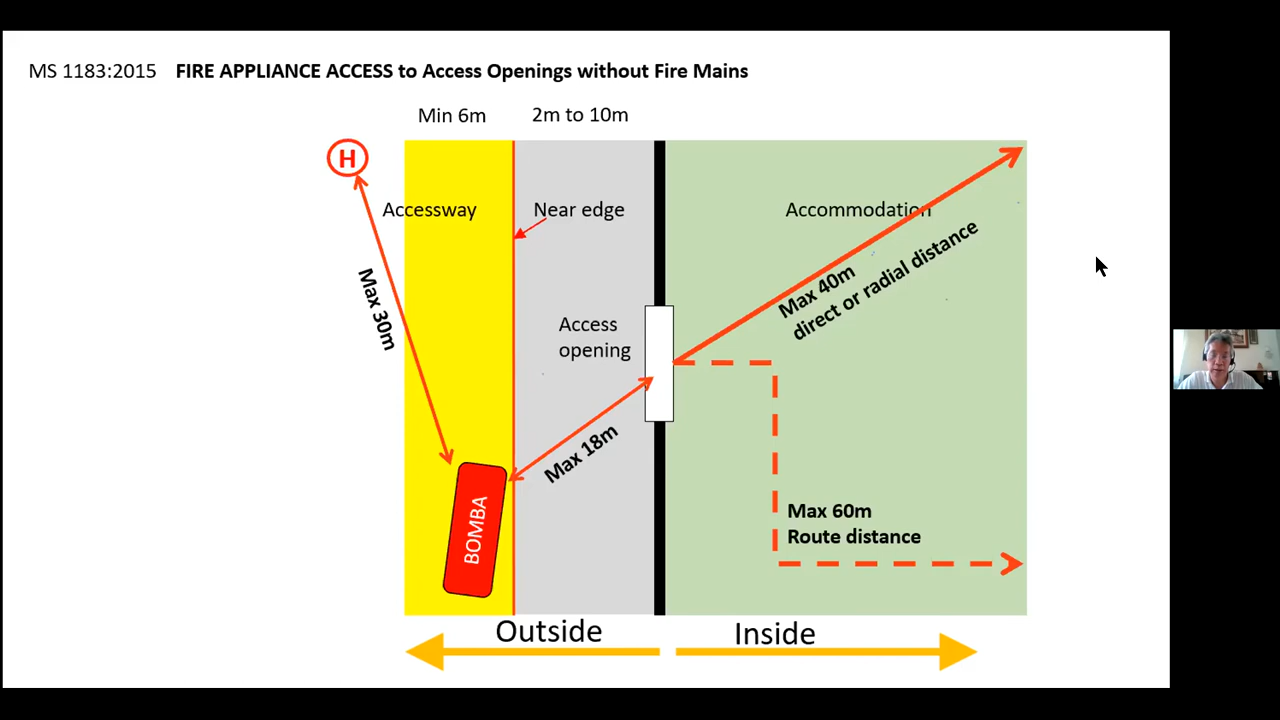 MS 1183:2015 FIRE APPLIANCE ACCESS to Access Openings without Fire Mains
Min 6m
2m to 10m
H
Accessway
Near edge
Accommodation
Max 30m
Max 40m
direct or radial distance
Access
opening
Max 18m
BOMBA
Max 60m
Route distance
Outside
Inside